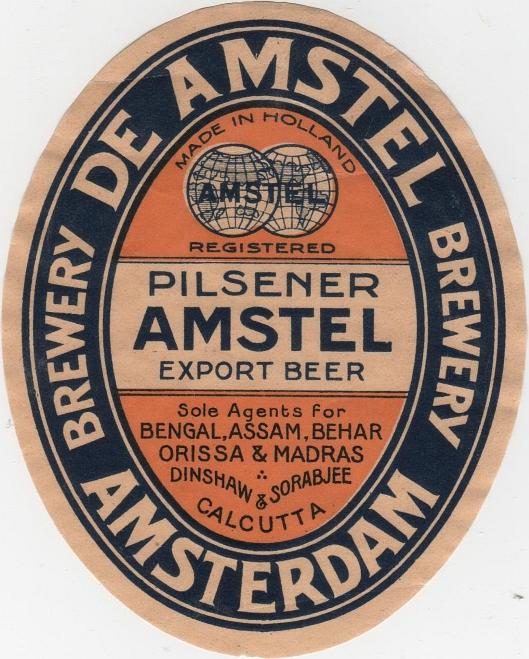 BREWERY DE AMSTEL BREWERY
MADE IN HOLLAND
AMSTEL
REGISTERED
PILSENER
AMSTEL
EXPORT BEER
Sole Agents for
BENGAL, ASSAM, BEHAR
ORISSA & MADRAS
DINSHAW & SORABJEE
CALCUTTA
AMSTERDAM